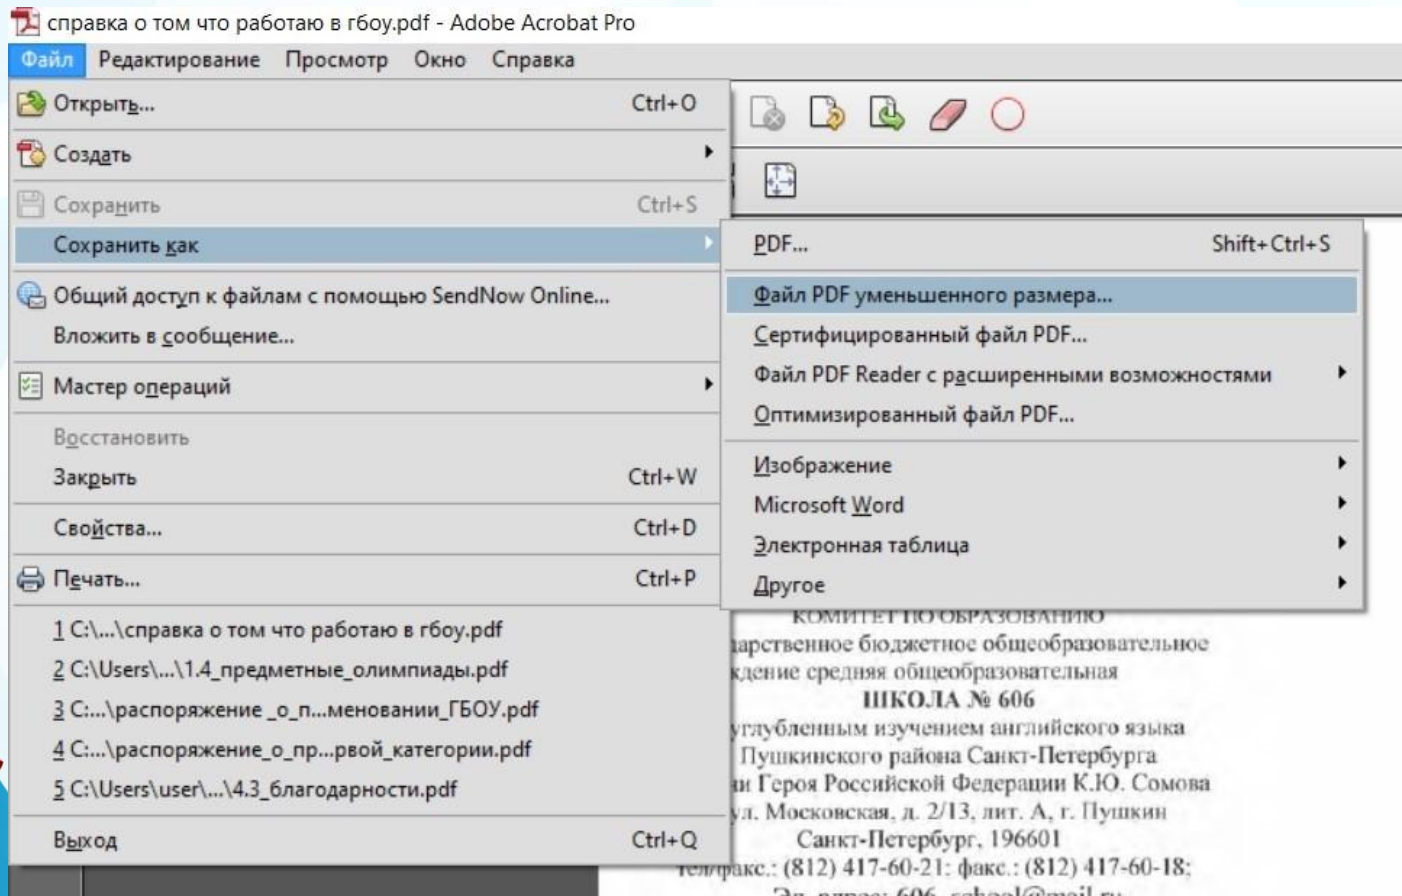 справка о том что работаю в гбоу.pdf - Adobe Acrobat Pro
Файл Редактирование Просмотр Окно Справка
Открыть... Ctrl+O
Создать
Сохранить Ctrl+S
Сохранить как
Общий доступ к файлам с помощью SendNow Online...
Вложить в сообщение...
Мастер операций
Восстановить
Закрыть Ctrl+W
Свойства... Ctrl+D
Печать... Ctrl+P
1 C:\...\справка о том что работаю в гбоу.pdf
2 C:\Users\...\1.4_предметные_олимпиады.pdf
3 C:...\распоряжение _о_п...меновании_ГБОУ.pdf
4 C:...\распоряжение_о_пр...рвой_категории.pdf
5 C:\Users\user\...\4.3_благодарности.pdf
Выход Ctrl+Q
PDF... Shift+Ctrl+S
Файл PDF уменьшенного размера...
Сертифицированный файл PDF...
Файл PDF Reader с расширенными возможностями
Оптимизированный файл PDF...
Изображение
Microsoft Word
Электронная таблица
Другое
КОМИТЕТ ПО ОБРАЗОВАНИЮ
дарственное бюджетное общеобразовательное
ждение средняя общеобразовательная
ШКОЛА № 606
углубленным изучением английского языка
Пушкинского района Санкт-Петербурга
ни Героя Российской Федерации К.Ю. Сомова
ул. Московская, д. 2/13, лит. А, г. Пушкин
Санкт-Петербург, 196601
тел/факс.: (812) 417-60-21: факс.: (812) 417-60-18;